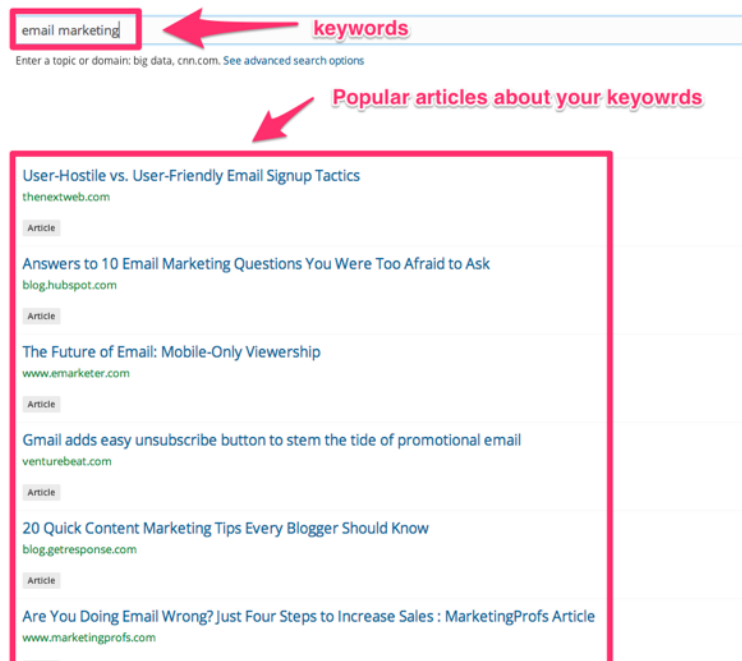 email marketing
keywords
Enter a topic or domain: big data, cnn.com. See advanced search options
Popular articles about your keyowrds
User-Hostile vs. User-Friendly Email Signup Tactics
thenextweb.com
Article
Answers to 10 Email Marketing Questions You Were Too Afraid to Ask
blog.hubspot.com
Article
The Future of Email: Mobile-Only Viewership
www.emarketer.com
Article
Gmail adds easy unsubscribe button to stem the tide of promotional email
venturebeat.com
Article
20 Quick Content Marketing Tips Every Blogger Should Know
blog.getresponse.com
Article
Are You Doing Email Wrong? Just Four Steps to Increase Sales : MarketingProfs Article
www.marketingprofs.com